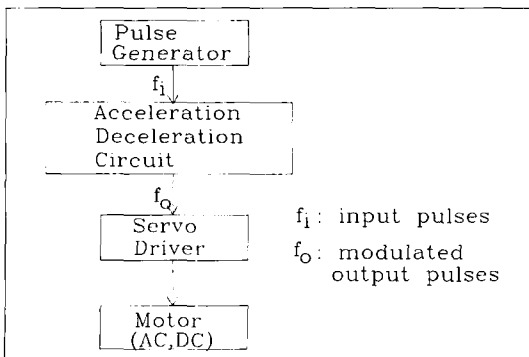 Pulse
Generator
fi
Acceleration
Deceleration
Circuit
fo
Servo
Driver
fi : input pulses
fo : modulated
output pulses
Motor
(AC,DC)